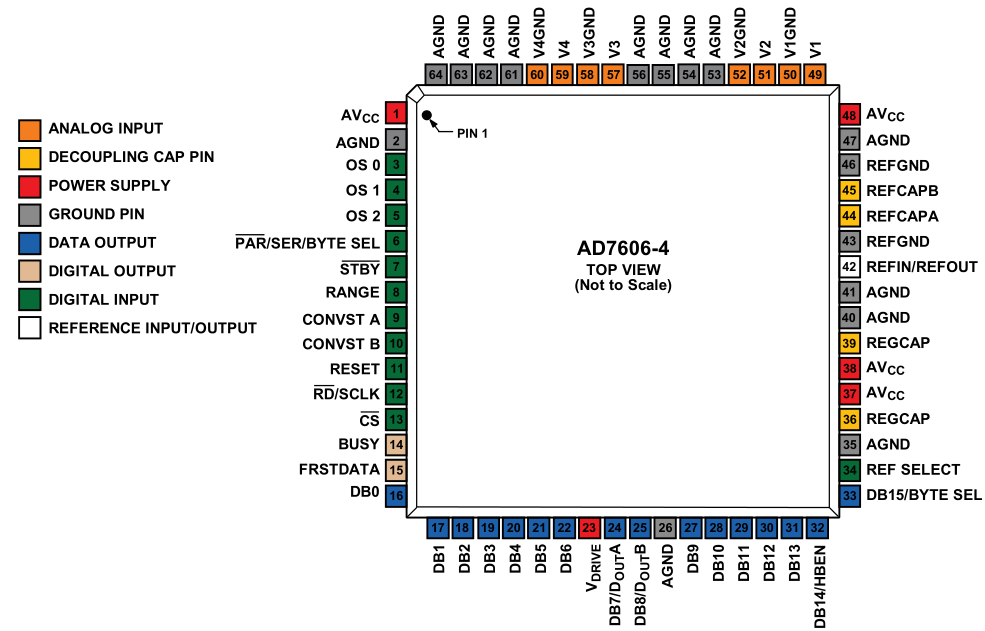 AGND
AGND
AGND
AGND
V4GND
V4
V3GND
V3
AGND
AGND
AGND
AGND
V2GND
V2
V1GND
V1
64 63 62 61 60 59 58 57 56 55 54 53 52 51 50 49
ANALOG INPUT
DECOUPLING CAP PIN
POWER SUPPLY
GROUND PIN
DATA OUTPUT
DIGITAL OUTPUT
DIGITAL INPUT
REFERENCE INPUT/OUTPUT
AVCC 1
AGND 2
OS 0 3
OS 1 4
OS 2 5
PAR/SER/BYTE SEL 6
STBY 7
RANGE 8
CONVST A 9
CONVST B 10
RESET 11
RD/SCLK 12
CS 13
BUSY 14
FRSTDATA 15
DB0 16
PIN 1
AD7606-4
TOP VIEW
(Not to Scale)
48 AVCC
47 AGND
46 REFGND
45 REFCAPB
44 REFCAPA
43 REFGND
42 REFIN/REFOUT
41 AGND
40 AGND
39 REGCAP
38 AVCC
37 AVCC
36 REGCAP
35 AGND
34 REF SELECT
33 DB15/BYTE SEL
17 18 19 20 21 22 23 24 25 26 27 28 29 30 31 32
DB1
DB2
DB3
DB4
DB5
DB6
VDRIVE
DB7/DOUTA
DB8/DOUTB
AGND
DB9
DB10
DB11
DB12
DB13
DB14/HBEN